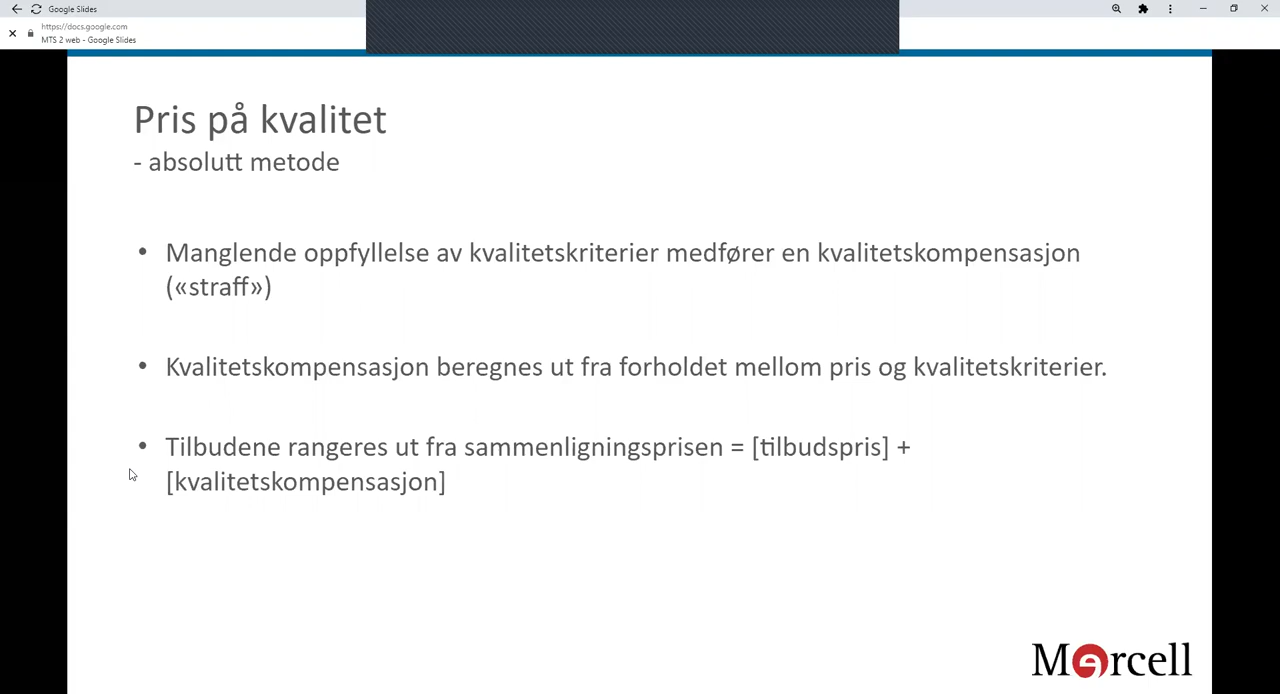 Google Slides
https://docs.google.com
MTS 2 web - Google Slides
Pris på kvalitet
- absolutt metode
• Manglende oppfyllelse av kvalitetskriterier medfører en kvalitetskompensasjon
(«straff»)
• Kvalitetskompensasjon beregnes ut fra forholdet mellom pris og kvalitetskriterier.
• Tilbudene rangeres ut fra sammenligningsprisen = [tilbudspris] +
[kvalitetskompensasjon]
Mercell